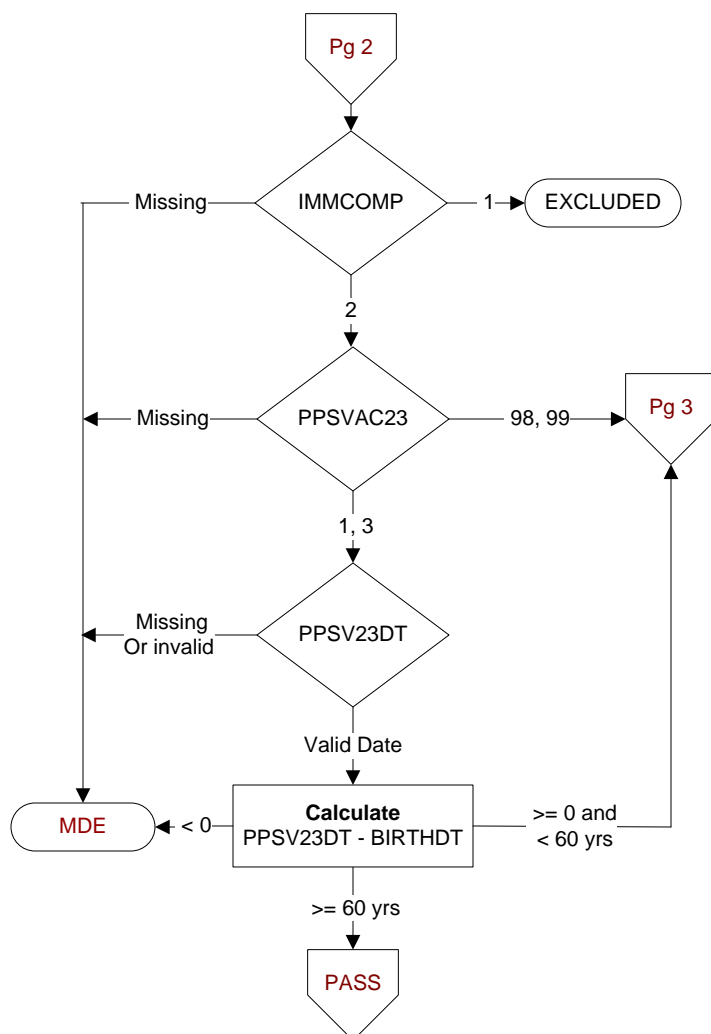 Pg 2
Missing
IMMCOMP
1
EXCLUDED
2
Missing
PPSVAC23
98, 99
Pg 3
1, 3
Missing
Or invalid
PPSV23DT
Valid Date
MDE
< 0
Calculate
PPSV23DT - BIRTHDT
>= 0 and
< 60 yrs
>= 60 yrs
PASS